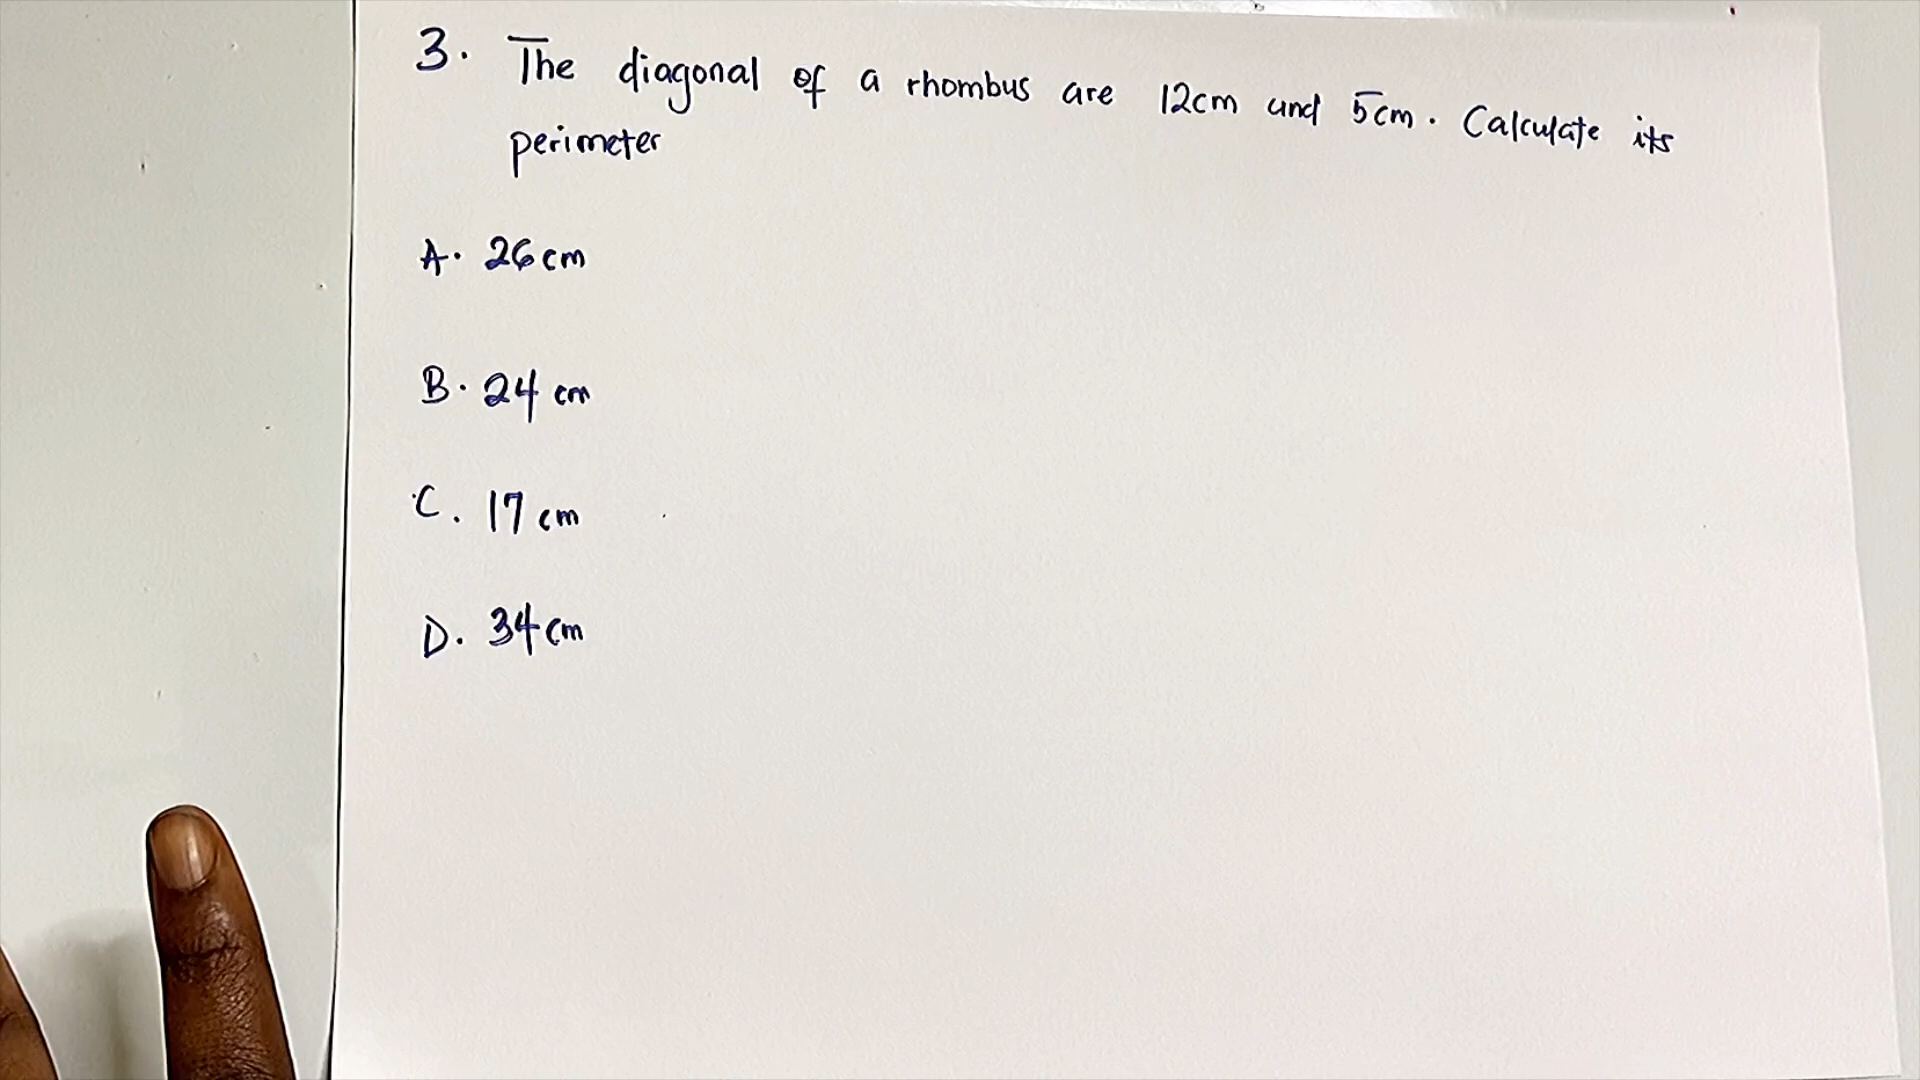 3. The diagonal of a rhombus are 12cm and 5cm. Calculate its
perimeter
A. 26cm
B. 24 cm
C. 17 cm
D. 34 cm